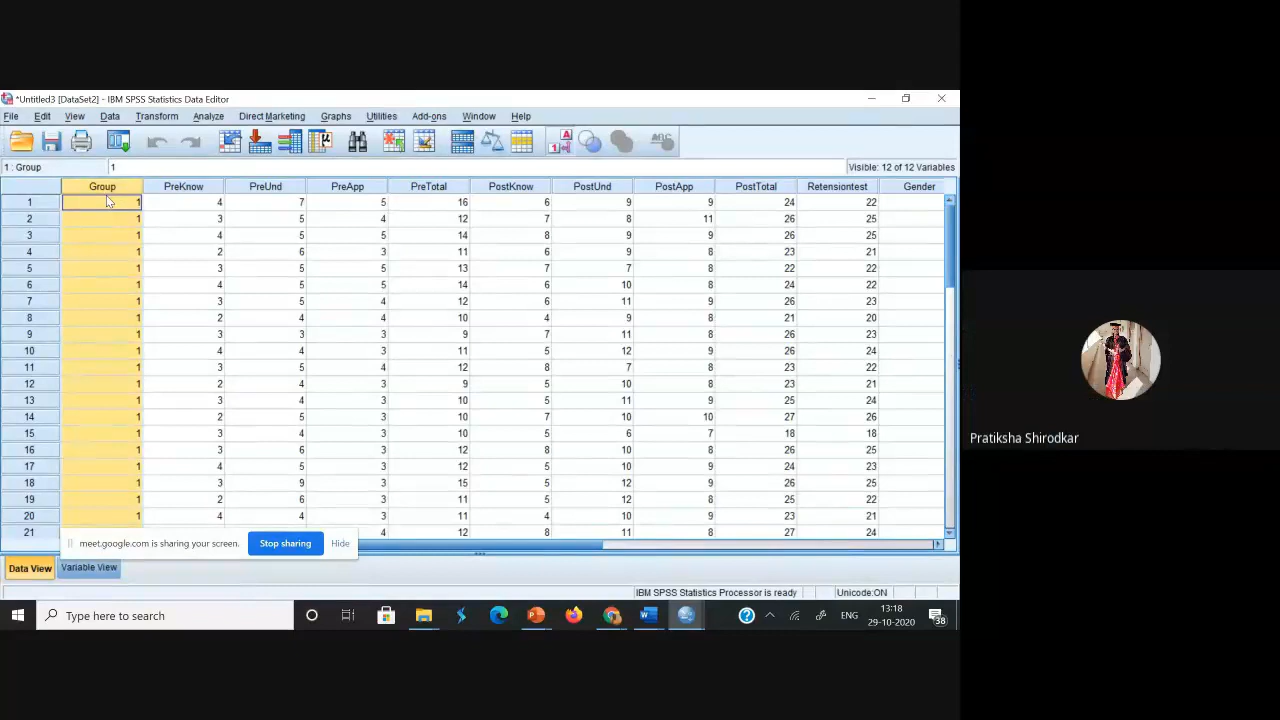 *Untitled3 [DataSet2] - IBM SPSS Statistics Data Editor
File Edit View Data Transform Analyze Direct Marketing Graphs Utilities Add-ons Window Help
1 : Group 1 Visible: 12 of 12 Variables
Group PreKnow PreUnd PreApp PreTotal PostKnow PostUnd PostApp PostTotal Retensiontest Gender
1 1 4 7 5 16 6 9 9 24 22
2 1 3 5 4 12 7 8 11 26 25
3 1 4 5 5 14 8 9 9 26 25
4 1 2 6 3 11 6 9 8 23 21
5 1 3 5 5 13 7 7 8 22 22
6 1 4 5 5 14 6 10 8 24 22
7 1 3 5 4 12 6 11 9 26 23
8 1 2 4 4 10 4 9 8 21 20
9 1 3 3 3 9 7 11 8 26 23
10 1 4 4 3 11 5 12 9 26 24
11 1 3 5 4 12 8 7 8 23 22
12 1 2 4 3 9 5 10 8 23 21
13 1 3 4 3 10 5 11 9 25 24
14 1 2 5 3 10 7 10 10 27 26
15 1 3 4 3 10 5 6 7 18 18
16 1 3 6 3 12 8 10 8 26 25
17 1 4 5 3 12 5 10 9 24 23
18 1 3 9 3 15 5 12 9 26 25
19 1 2 6 3 11 5 12 8 25 22
20 1 4 4 3 11 4 10 9 23 21
21 4 12 8 11 8 27 24
meet.google.com is sharing your screen. Stop sharing Hide
Data View Variable View
IBM SPSS Statistics Processor is ready Unicode:ON
Type here to search ENG 13:18
29-10-2020 38
Pratiksha Shirodkar